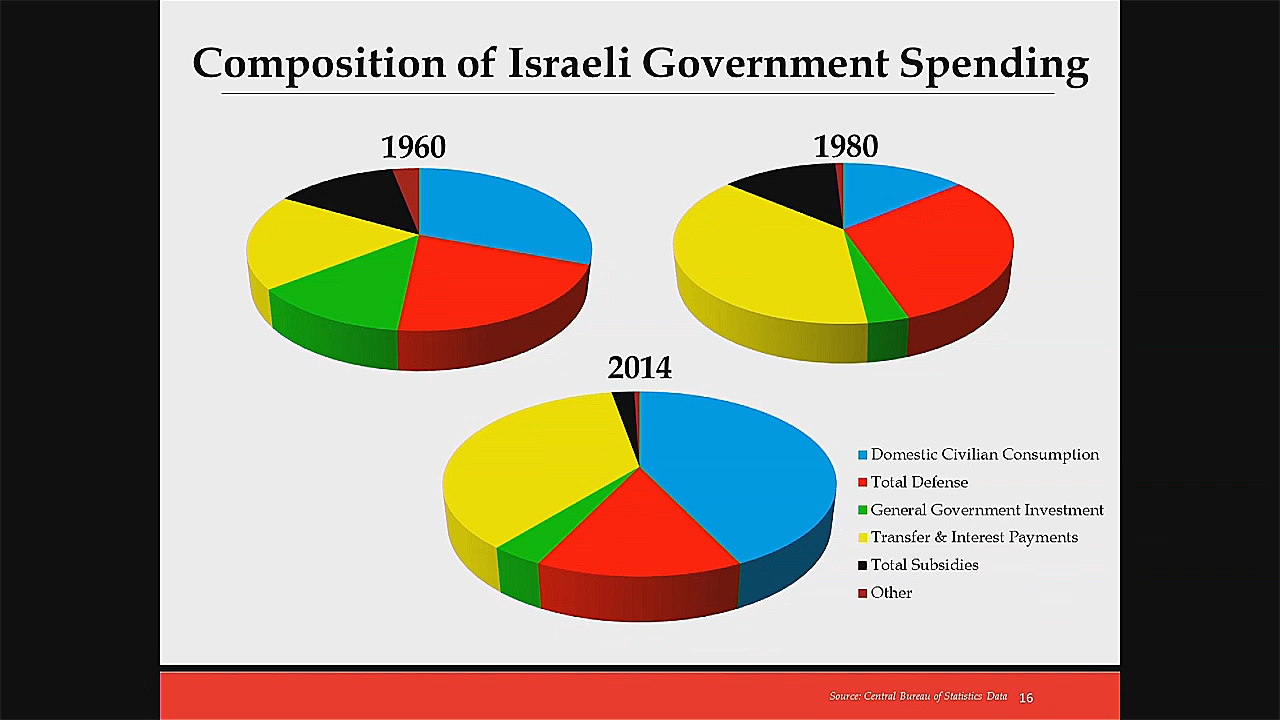 Composition of Israeli Government Spending
1960
1980
2014
Domestic Civilian Consumption
Total Defense
General Government Investment
Transfer & Interest Payments
Total Subsidies
Other
Source: Central Bureau of Statistics Data 16